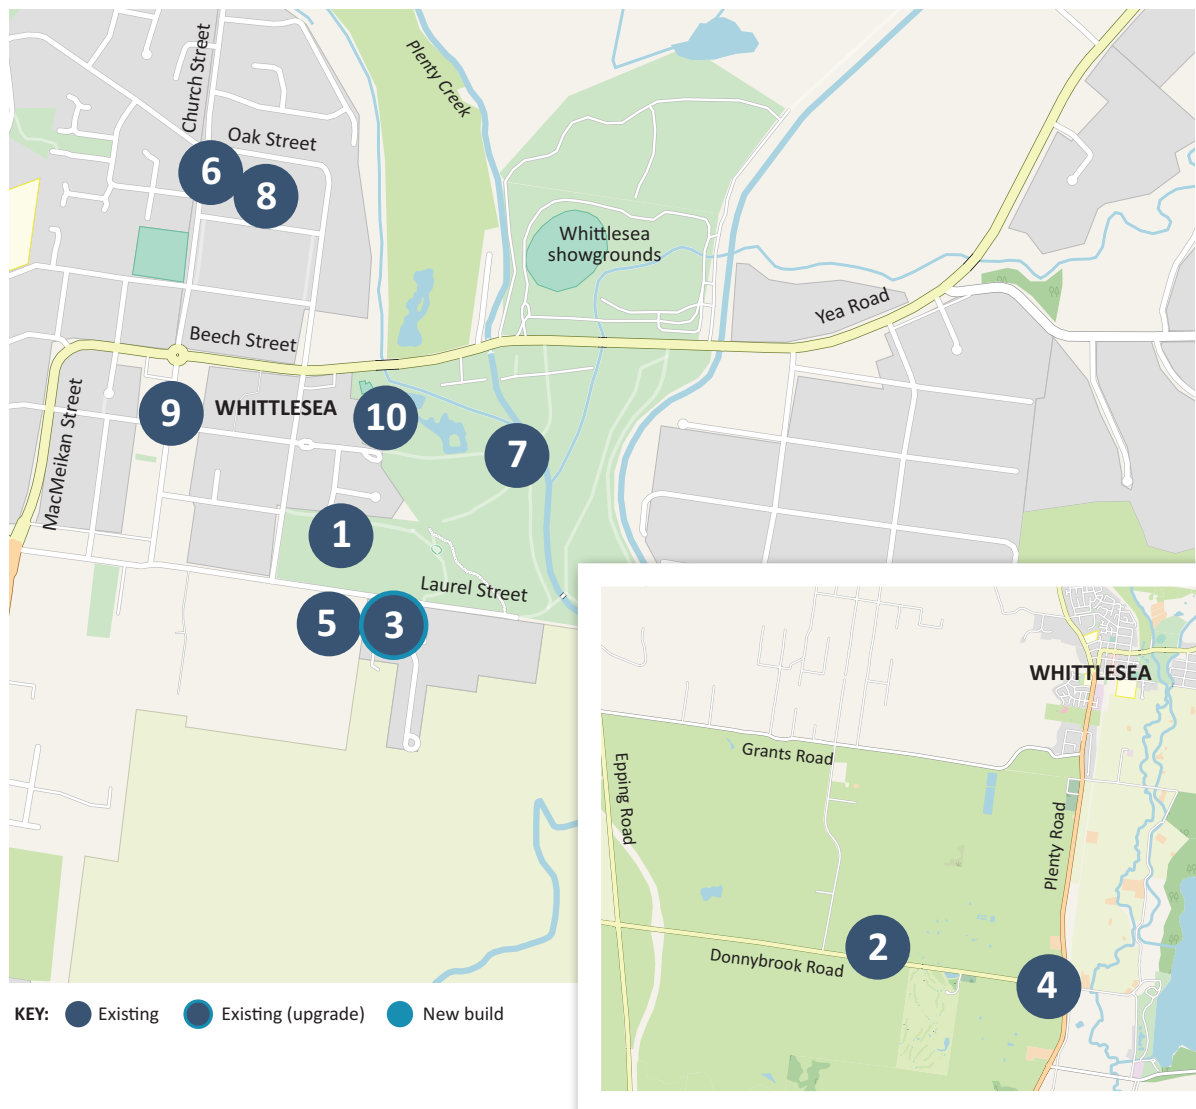 Church Street
Plenty Creek
Oak Street
6
8
Whittlesea
showgrounds
Yea Road
Beech Street
MacMeikan Street
9
WHITTLESEA
10
7
1
Laurel Street
5
3
WHITTLESEA
Grants Road
Epping Road
Plenty Road
2
Donnybrook Road
4
KEY: Existing Existing (upgrade) New build